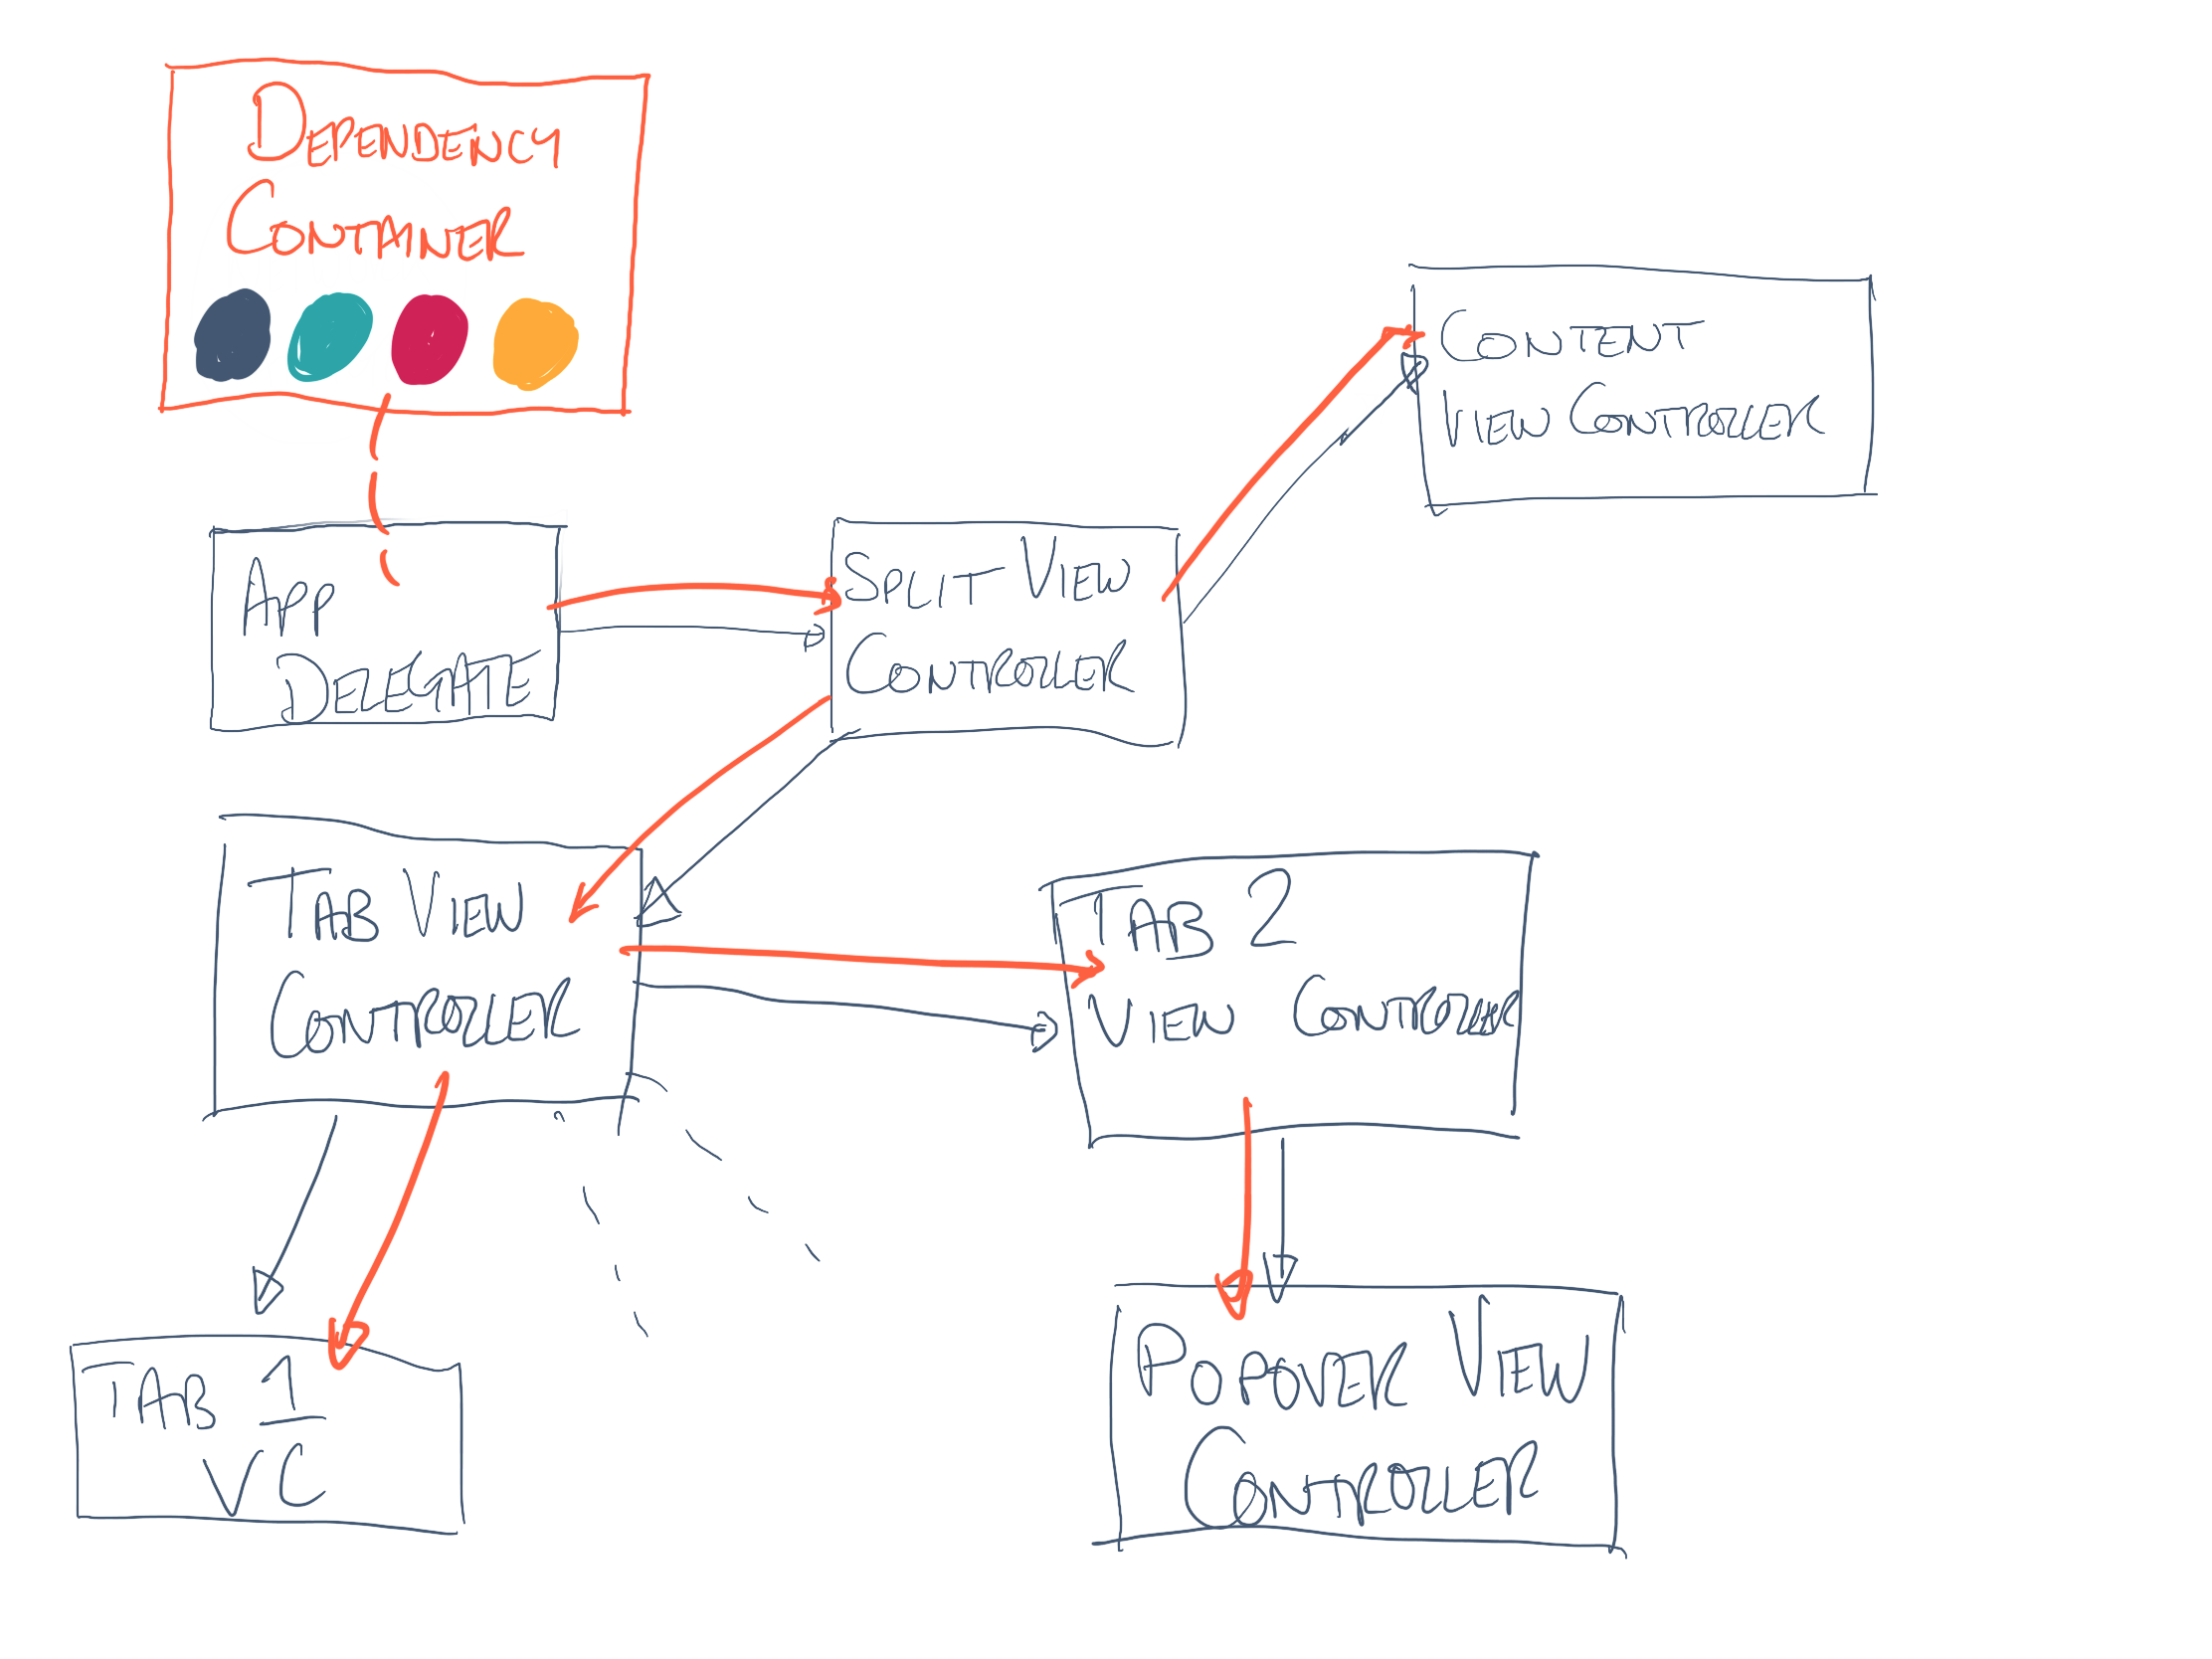 DEPENDENCY
CONTAINER
APP
DELEGATE
SPLIT VIEW
CONTROLLER
CONTENT
VIEW CONTROLLER
TAB VIEW
CONTROLLER
TAB 2
VIEW CONTROLLER
TAB 1
VC
POPOVER VIEW
CONTROLLER